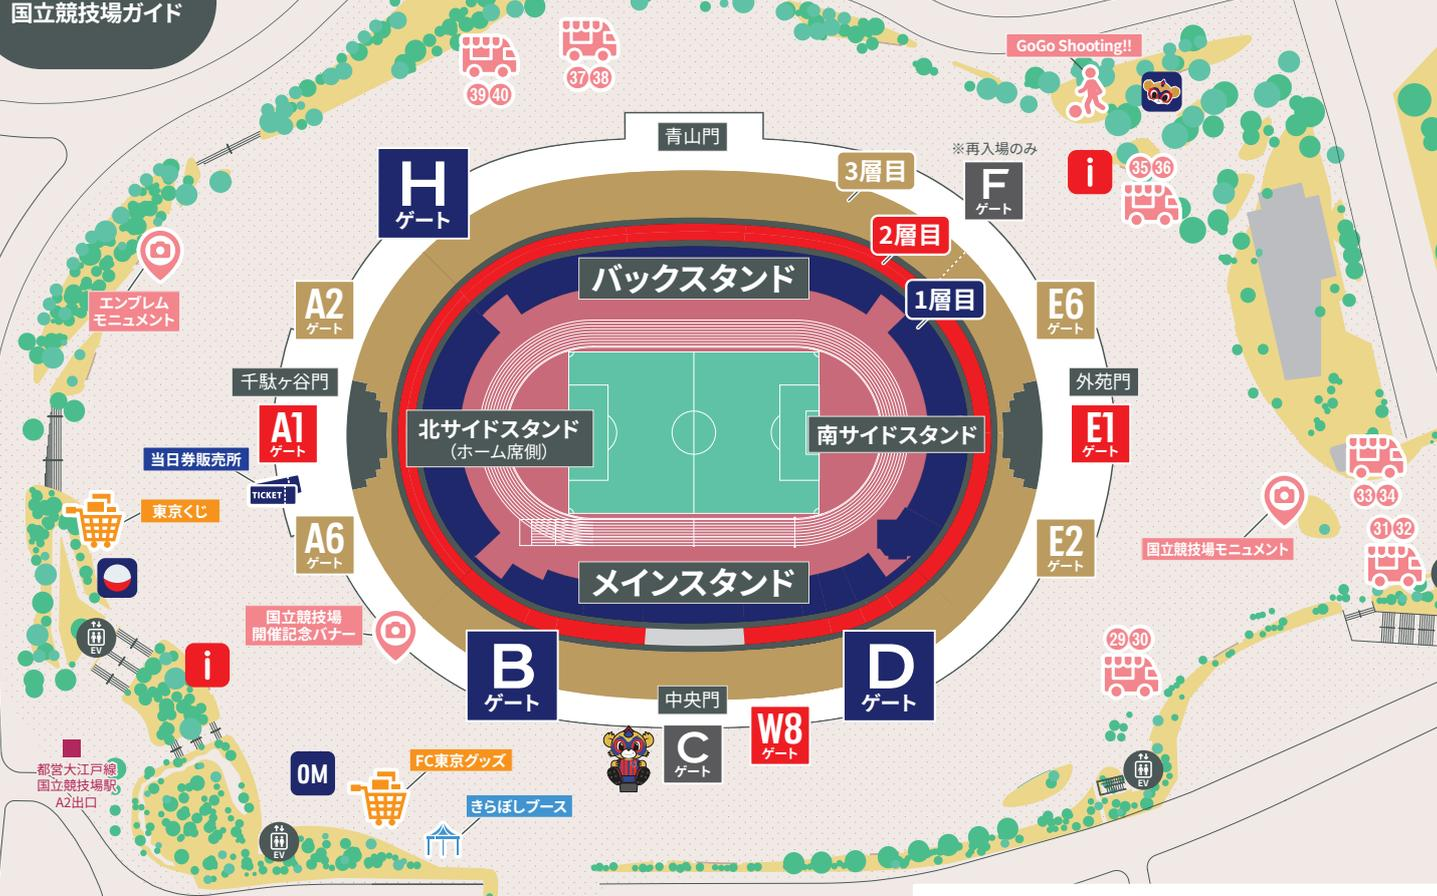 国立競技場ガイド
39 40
37 38
GoGo Shooting!!
青山門
3層目
※再入場のみ
F
ゲート
i
35 36
H
ゲート
2層目
バックスタンド
1層目
エンブレム
モニュメント
A2
ゲート
E6
ゲート
千駄ヶ谷門
外苑門
A1
ゲート
北サイドスタンド
（ホーム席側）
南サイドスタンド
E1
ゲート
当日券販売所
TICKET
東京くじ
33 34
31 32
A6
ゲート
E2
ゲート
国立競技場モニュメント
メインスタンド
国立競技場
開催記念バナー
EV
i
29 30
B
ゲート
D
ゲート
中央門
W8
ゲート
C
ゲート
都営大江戸線
国立競技場駅
A2出口
OM
FC東京グッズ
きらぼしブース
EV
EV